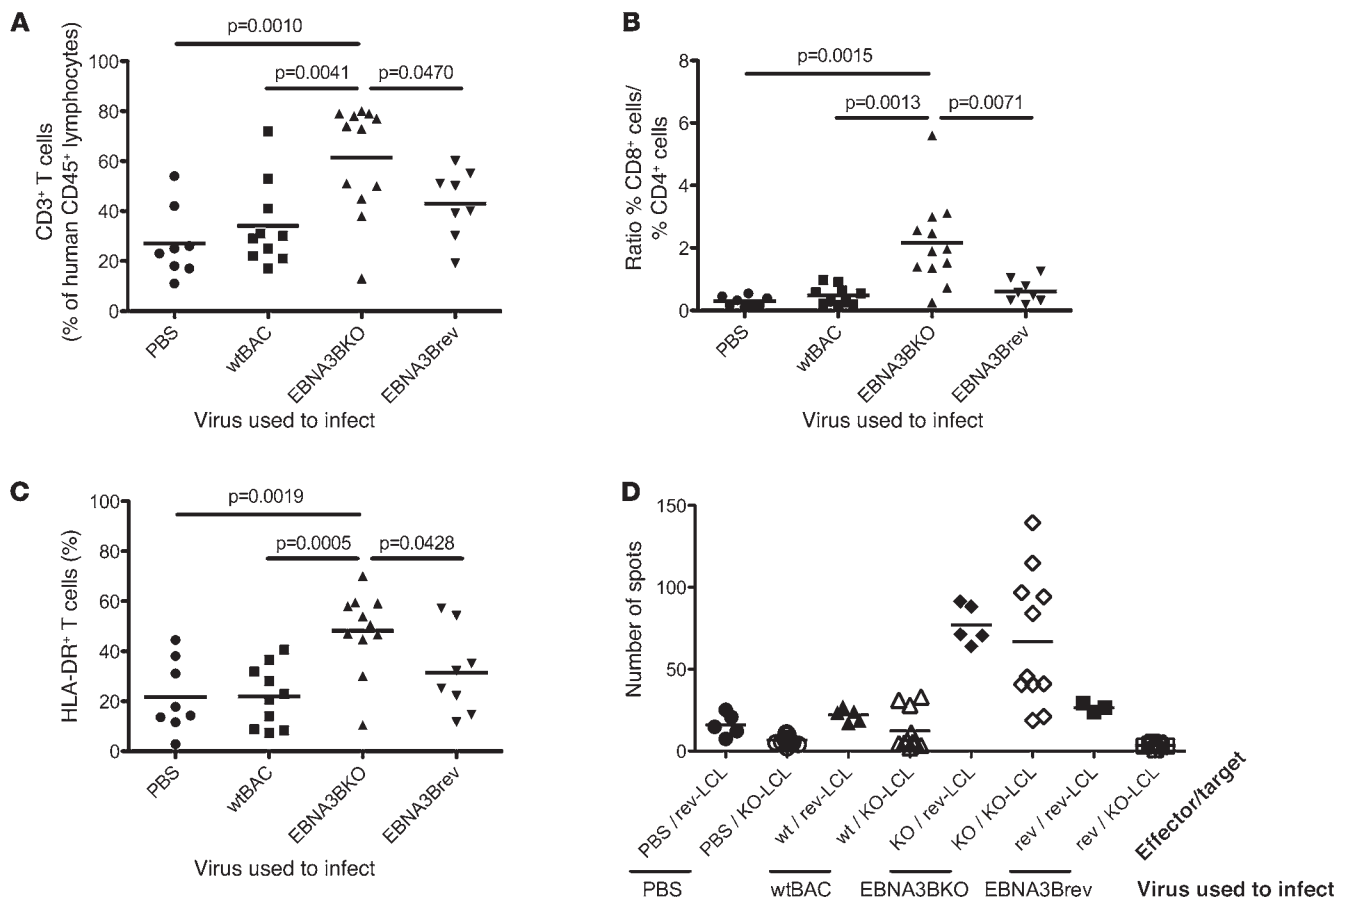 A
p=0.0010
p=0.0041
p=0.0470
CD3⁺ T cells
(% of human CD45⁺ lymphocytes)
100
80
60
40
20
0
PBS
wtBAC
EBNA3BKO
EBNA3Brev
Virus used to infect
B
p=0.0015
p=0.0013
p=0.0071
Ratio % CD8⁺ cells/
% CD4⁺ cells
8
6
4
2
0
PBS
wtBAC
EBNA3BKO
EBNA3Brev
Virus used to infect
C
p=0.0019
p=0.0005
p=0.0428
HLA-DR⁺ T cells (%)
100
80
60
40
20
0
PBS
wtBAC
EBNA3BKO
EBNA3Brev
Virus used to infect
D
Number of spots
150
100
50
0
PBS / rev-LCL
PBS / KO-LCL
wt / rev-LCL
wt / KO-LCL
KO / rev-LCL
KO / KO-LCL
rev / rev-LCL
rev / KO-LCL
Effector/target
PBS
wtBAC
EBNA3BKO
EBNA3Brev
Virus used to infect